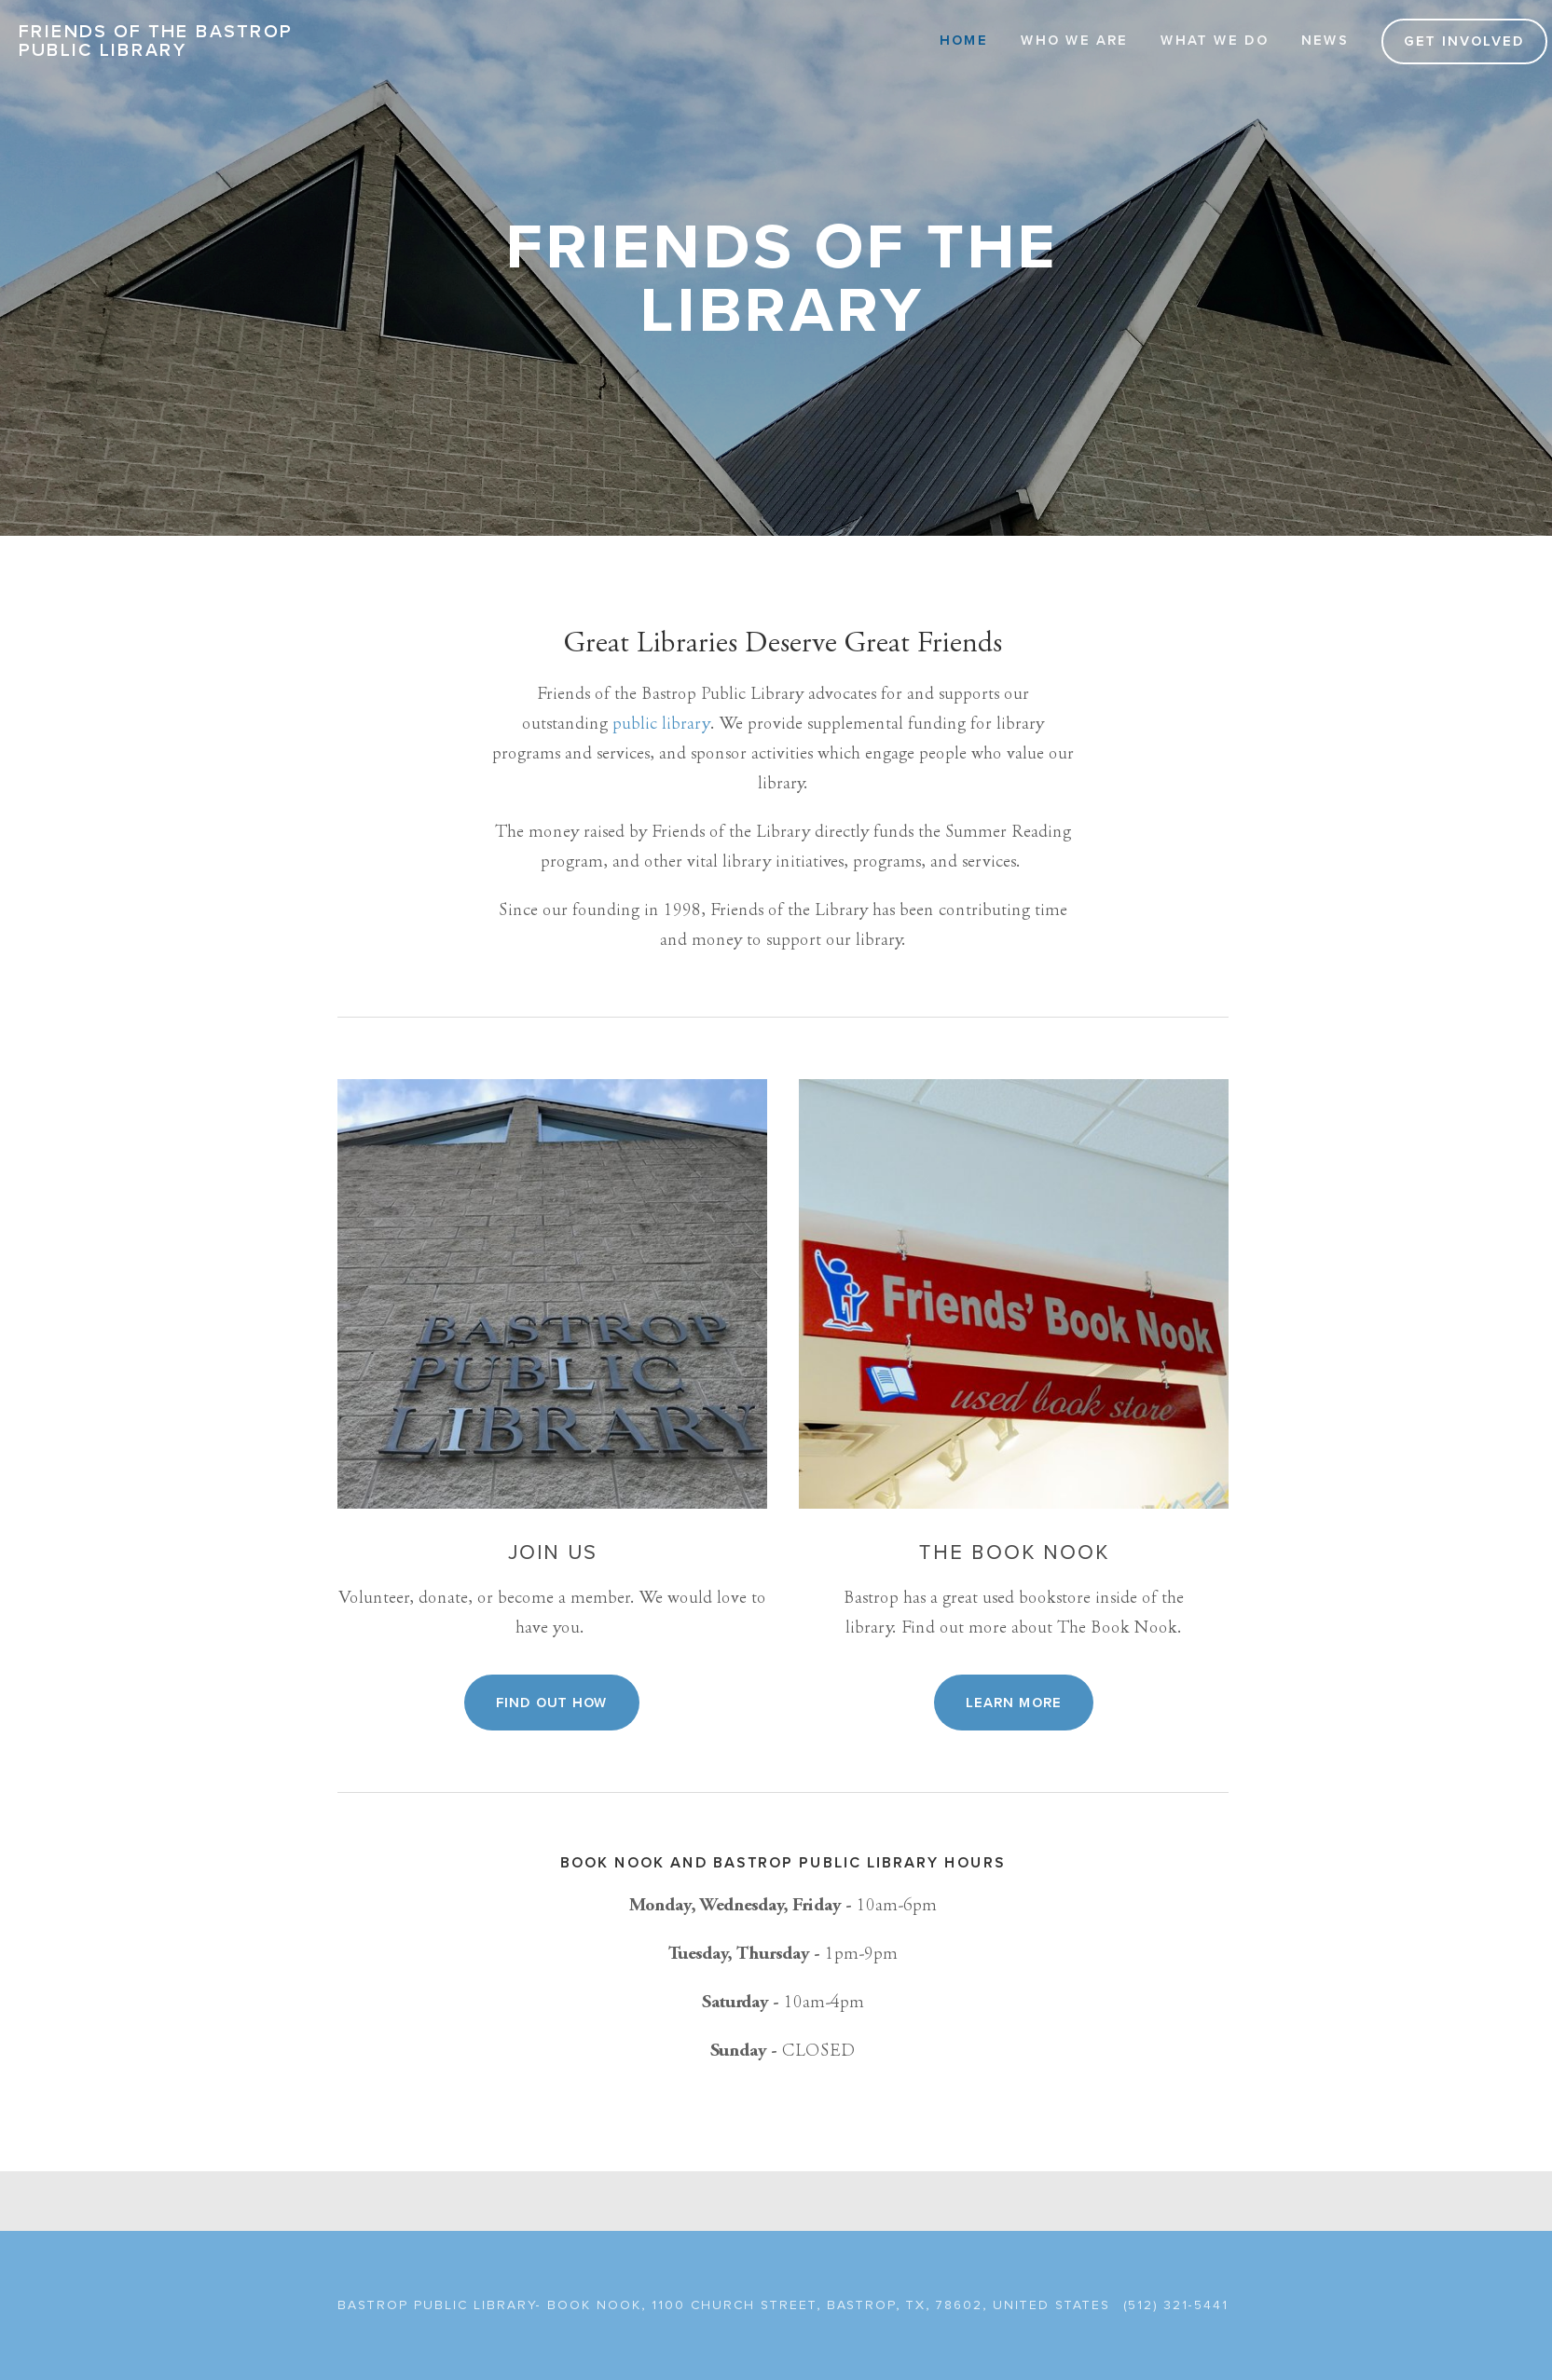 FRIENDS OF THE BASTROP
PUBLIC LIBRARY
HOME WHO WE ARE WHAT WE DO NEWS GET INVOLVED
FRIENDS OF THE
LIBRARY
Great Libraries Deserve Great Friends
Friends of the Bastrop Public Library advocates for and supports our
outstanding public library. We provide supplemental funding for library
programs and services, and sponsor activities which engage people who value our
library.
The money raised by Friends of the Library directly funds the Summer Reading
program, and other vital library initiatives, programs, and services.
Since our founding in 1998, Friends of the Library has been contributing time
and money to support our library.
BASTROP
PUBLIC
LIBRARY
Friends' Book Nook
used book store
JOIN US
Volunteer, donate, or become a member. We would love to
have you.
FIND OUT HOW
THE BOOK NOOK
Bastrop has a great used bookstore inside of the
library. Find out more about The Book Nook.
LEARN MORE
BOOK NOOK AND BASTROP PUBLIC LIBRARY HOURS
Monday, Wednesday, Friday - 10am-6pm
Tuesday, Thursday - 1pm-9pm
Saturday - 10am-4pm
Sunday - CLOSED
BASTROP PUBLIC LIBRARY- BOOK NOOK, 1100 CHURCH STREET, BASTROP, TX, 78602, UNITED STATES (512) 321-5441